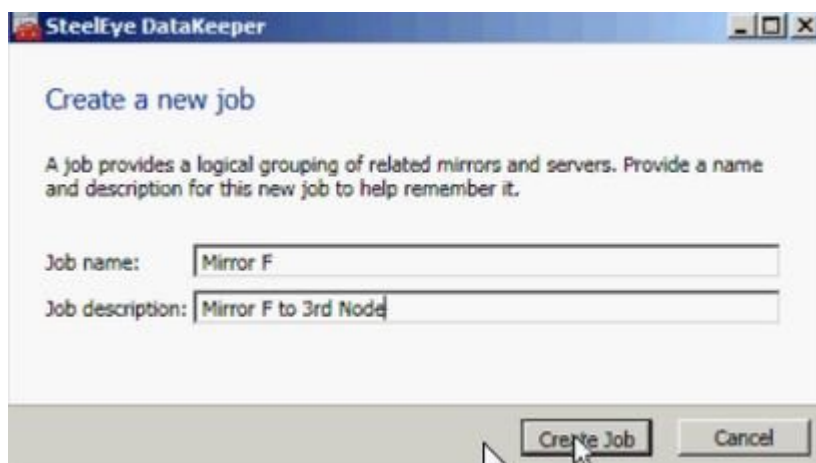 SteelEye DataKeeper
Create a new job
A job provides a logical grouping of related mirrors and servers. Provide a name
and description for this new job to help remember it.
Job name: Mirror F
Job description: Mirror F to 3rd Node
Create Job Cancel